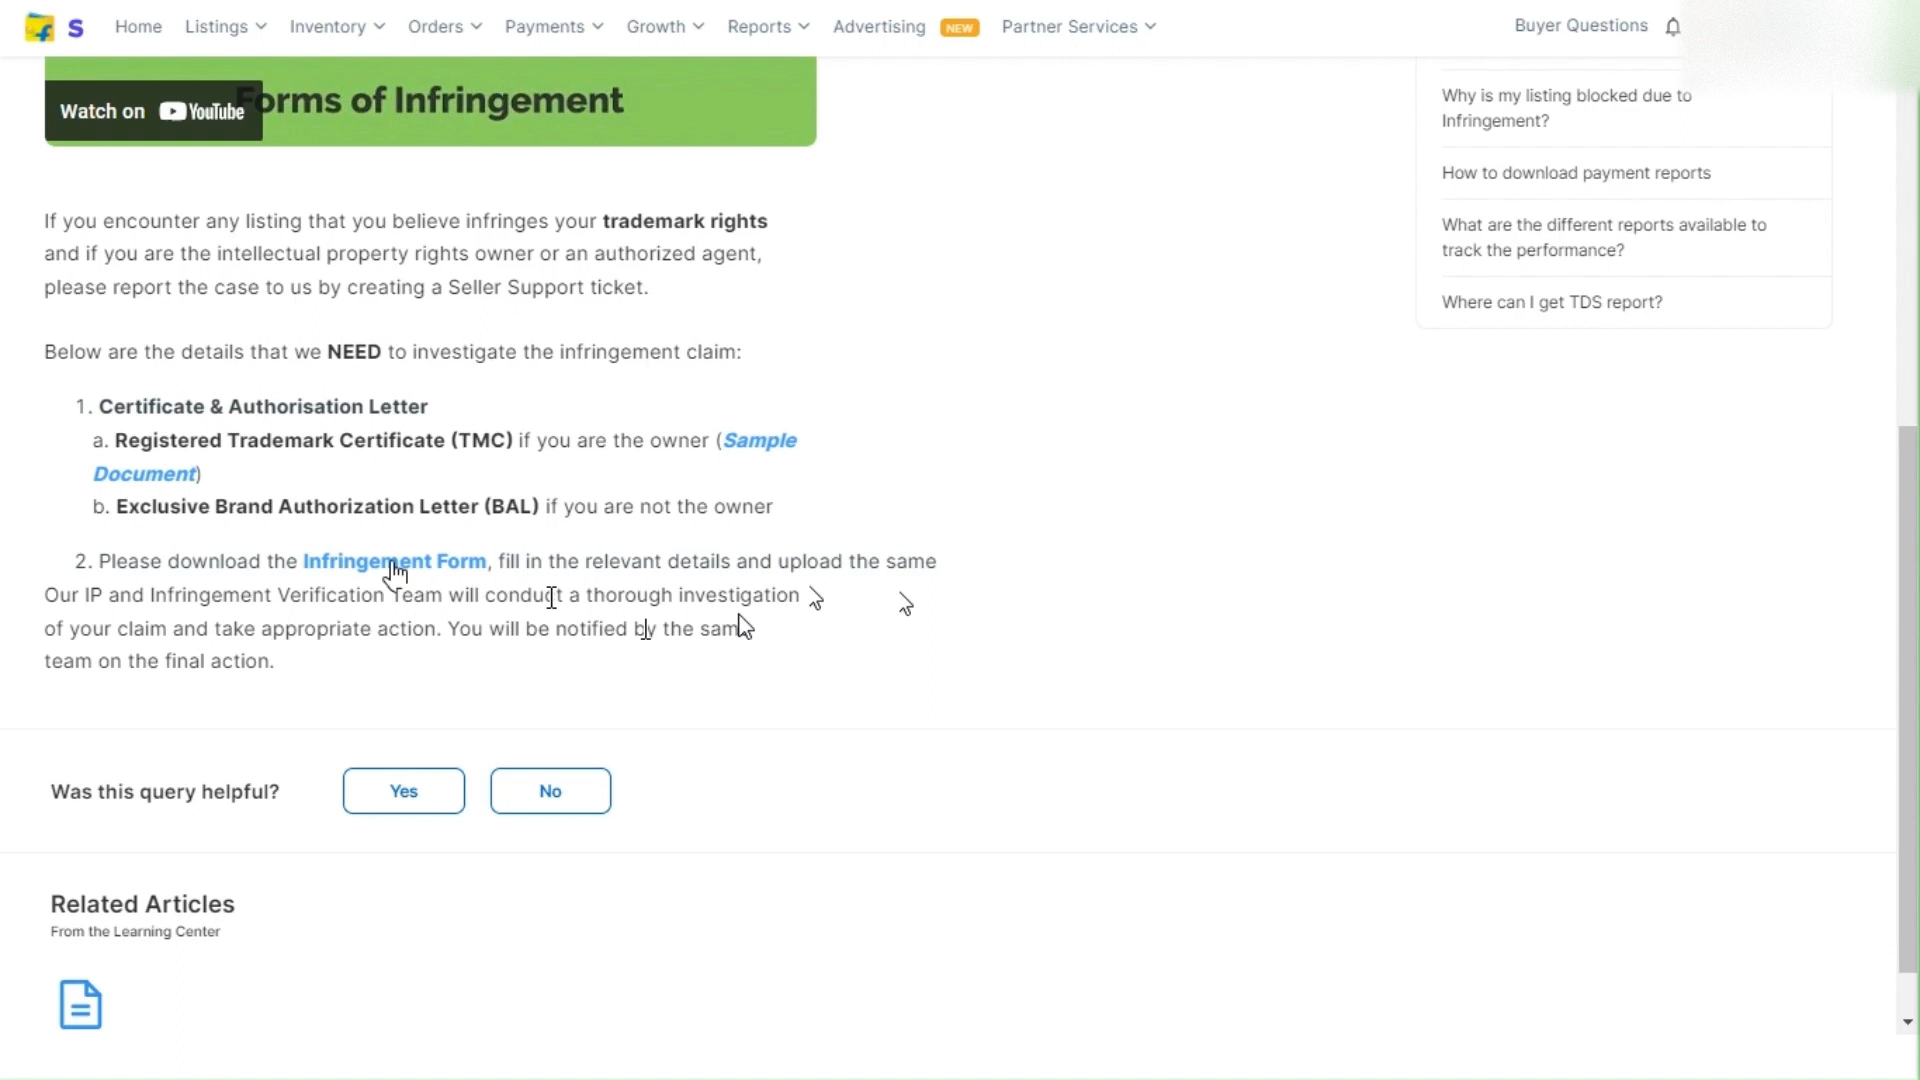 S Home Listings Inventory Orders Payments Growth Reports Advertising NEW Partner Services Buyer Questions
Watch on YouTube
Forms of Infringement
If you encounter any listing that you believe infringes your trademark rights
and if you are the intellectual property rights owner or an authorized agent,
please report the case to us by creating a Seller Support ticket.
Below are the details that we NEED to investigate the infringement claim:
1. Certificate & Authorisation Letter
a. Registered Trademark Certificate (TMC) if you are the owner (Sample
Document)
b. Exclusive Brand Authorization Letter (BAL) if you are not the owner
2. Please download the Infringement Form, fill in the relevant details and upload the same
Our IP and Infringement Verification Team will conduct a thorough investigation
of your claim and take appropriate action. You will be notified by the same
team on the final action.
Was this query helpful? Yes No
Related Articles
From the Learning Center
Why is my listing blocked due to
Infringement?
How to download payment reports
What are the different reports available to
track the performance?
Where can I get TDS report?